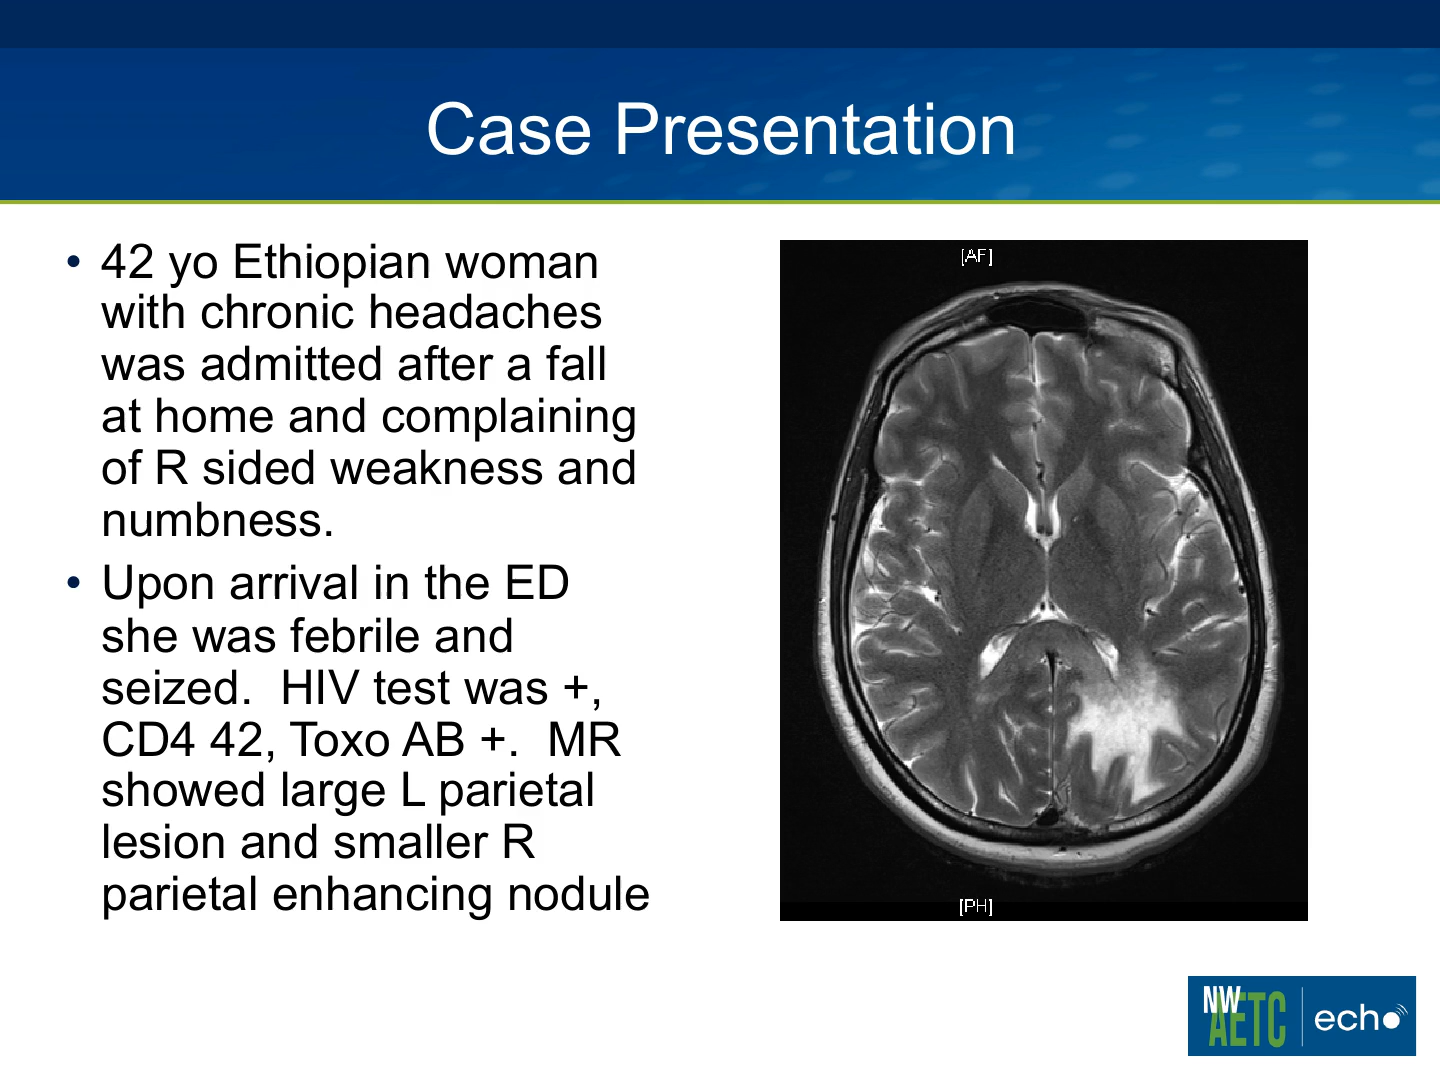 Case Presentation
• 42 yo Ethiopian woman
with chronic headaches
was admitted after a fall
at home and complaining
of R sided weakness and
numbness.
• Upon arrival in the ED
she was febrile and
seized.  HIV test was +,
CD4 42, Toxo AB +.  MR
showed large L parietal
lesion and smaller R
parietal enhancing nodule
[AF]
[PH]
NW
AETC
echo